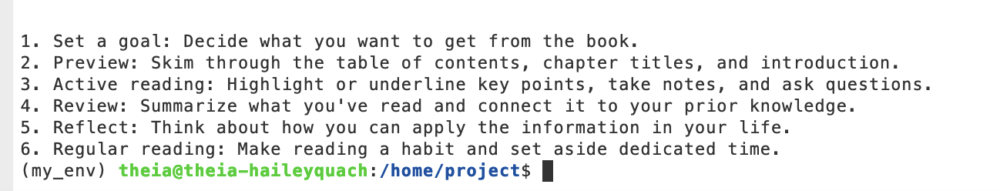 1. Set a goal: Decide what you want to get from the book.
2. Preview: Skim through the table of contents, chapter titles, and introduction.
3. Active reading: Highlight or underline key points, take notes, and ask questions.
4. Review: Summarize what you've read and connect it to your prior knowledge.
5. Reflect: Think about how you can apply the information in your life.
6. Regular reading: Make reading a habit and set aside dedicated time.
(my_env) theia@theia-haileyquach:/home/project$